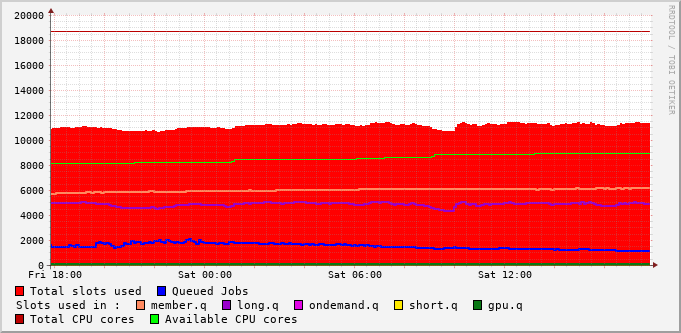 20000
18000
16000
14000
12000
10000
8000
6000
4000
2000
0
Fri 18:00 Sat 00:00 Sat 06:00 Sat 12:00
RRDTOOL / TOBI OETIKER
Total slots used Queued Jobs
Slots used in : member.q long.q ondemand.q short.q gpu.q
Total CPU cores Available CPU cores